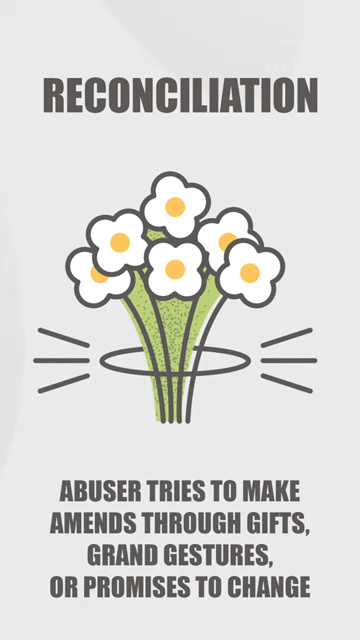 RECONCILIATION
ABUSER TRIES TO MAKE
AMENDS THROUGH GIFTS,
GRAND GESTURES,
OR PROMISES TO CHANGE